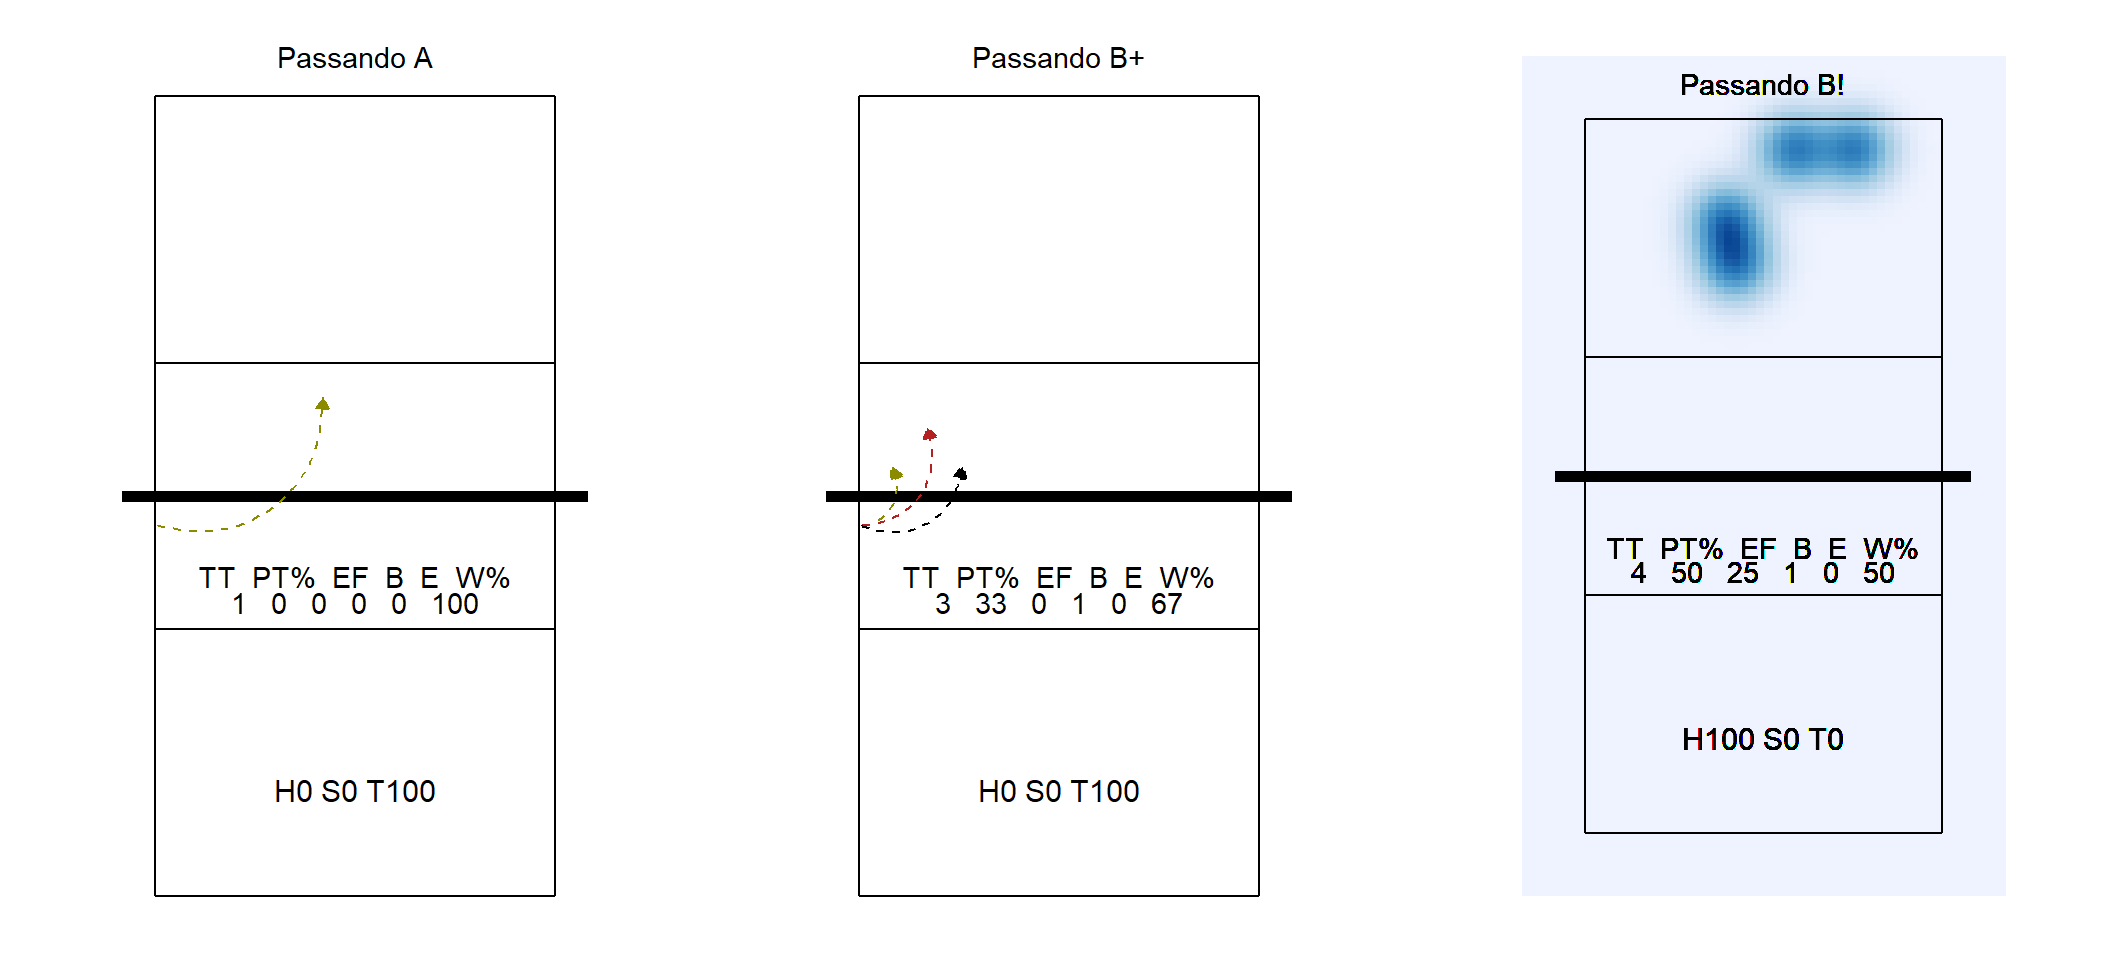 Passando A
TT PT% EF B E W%
1 0 0 0 0 100
H0 S0 T100
Passando B+
TT PT% EF B E W%
3 33 0 1 0 67
H0 S0 T100
Passando B!
TT PT% EF B E W%
4 50 25 1 0 50
H100 S0 T0